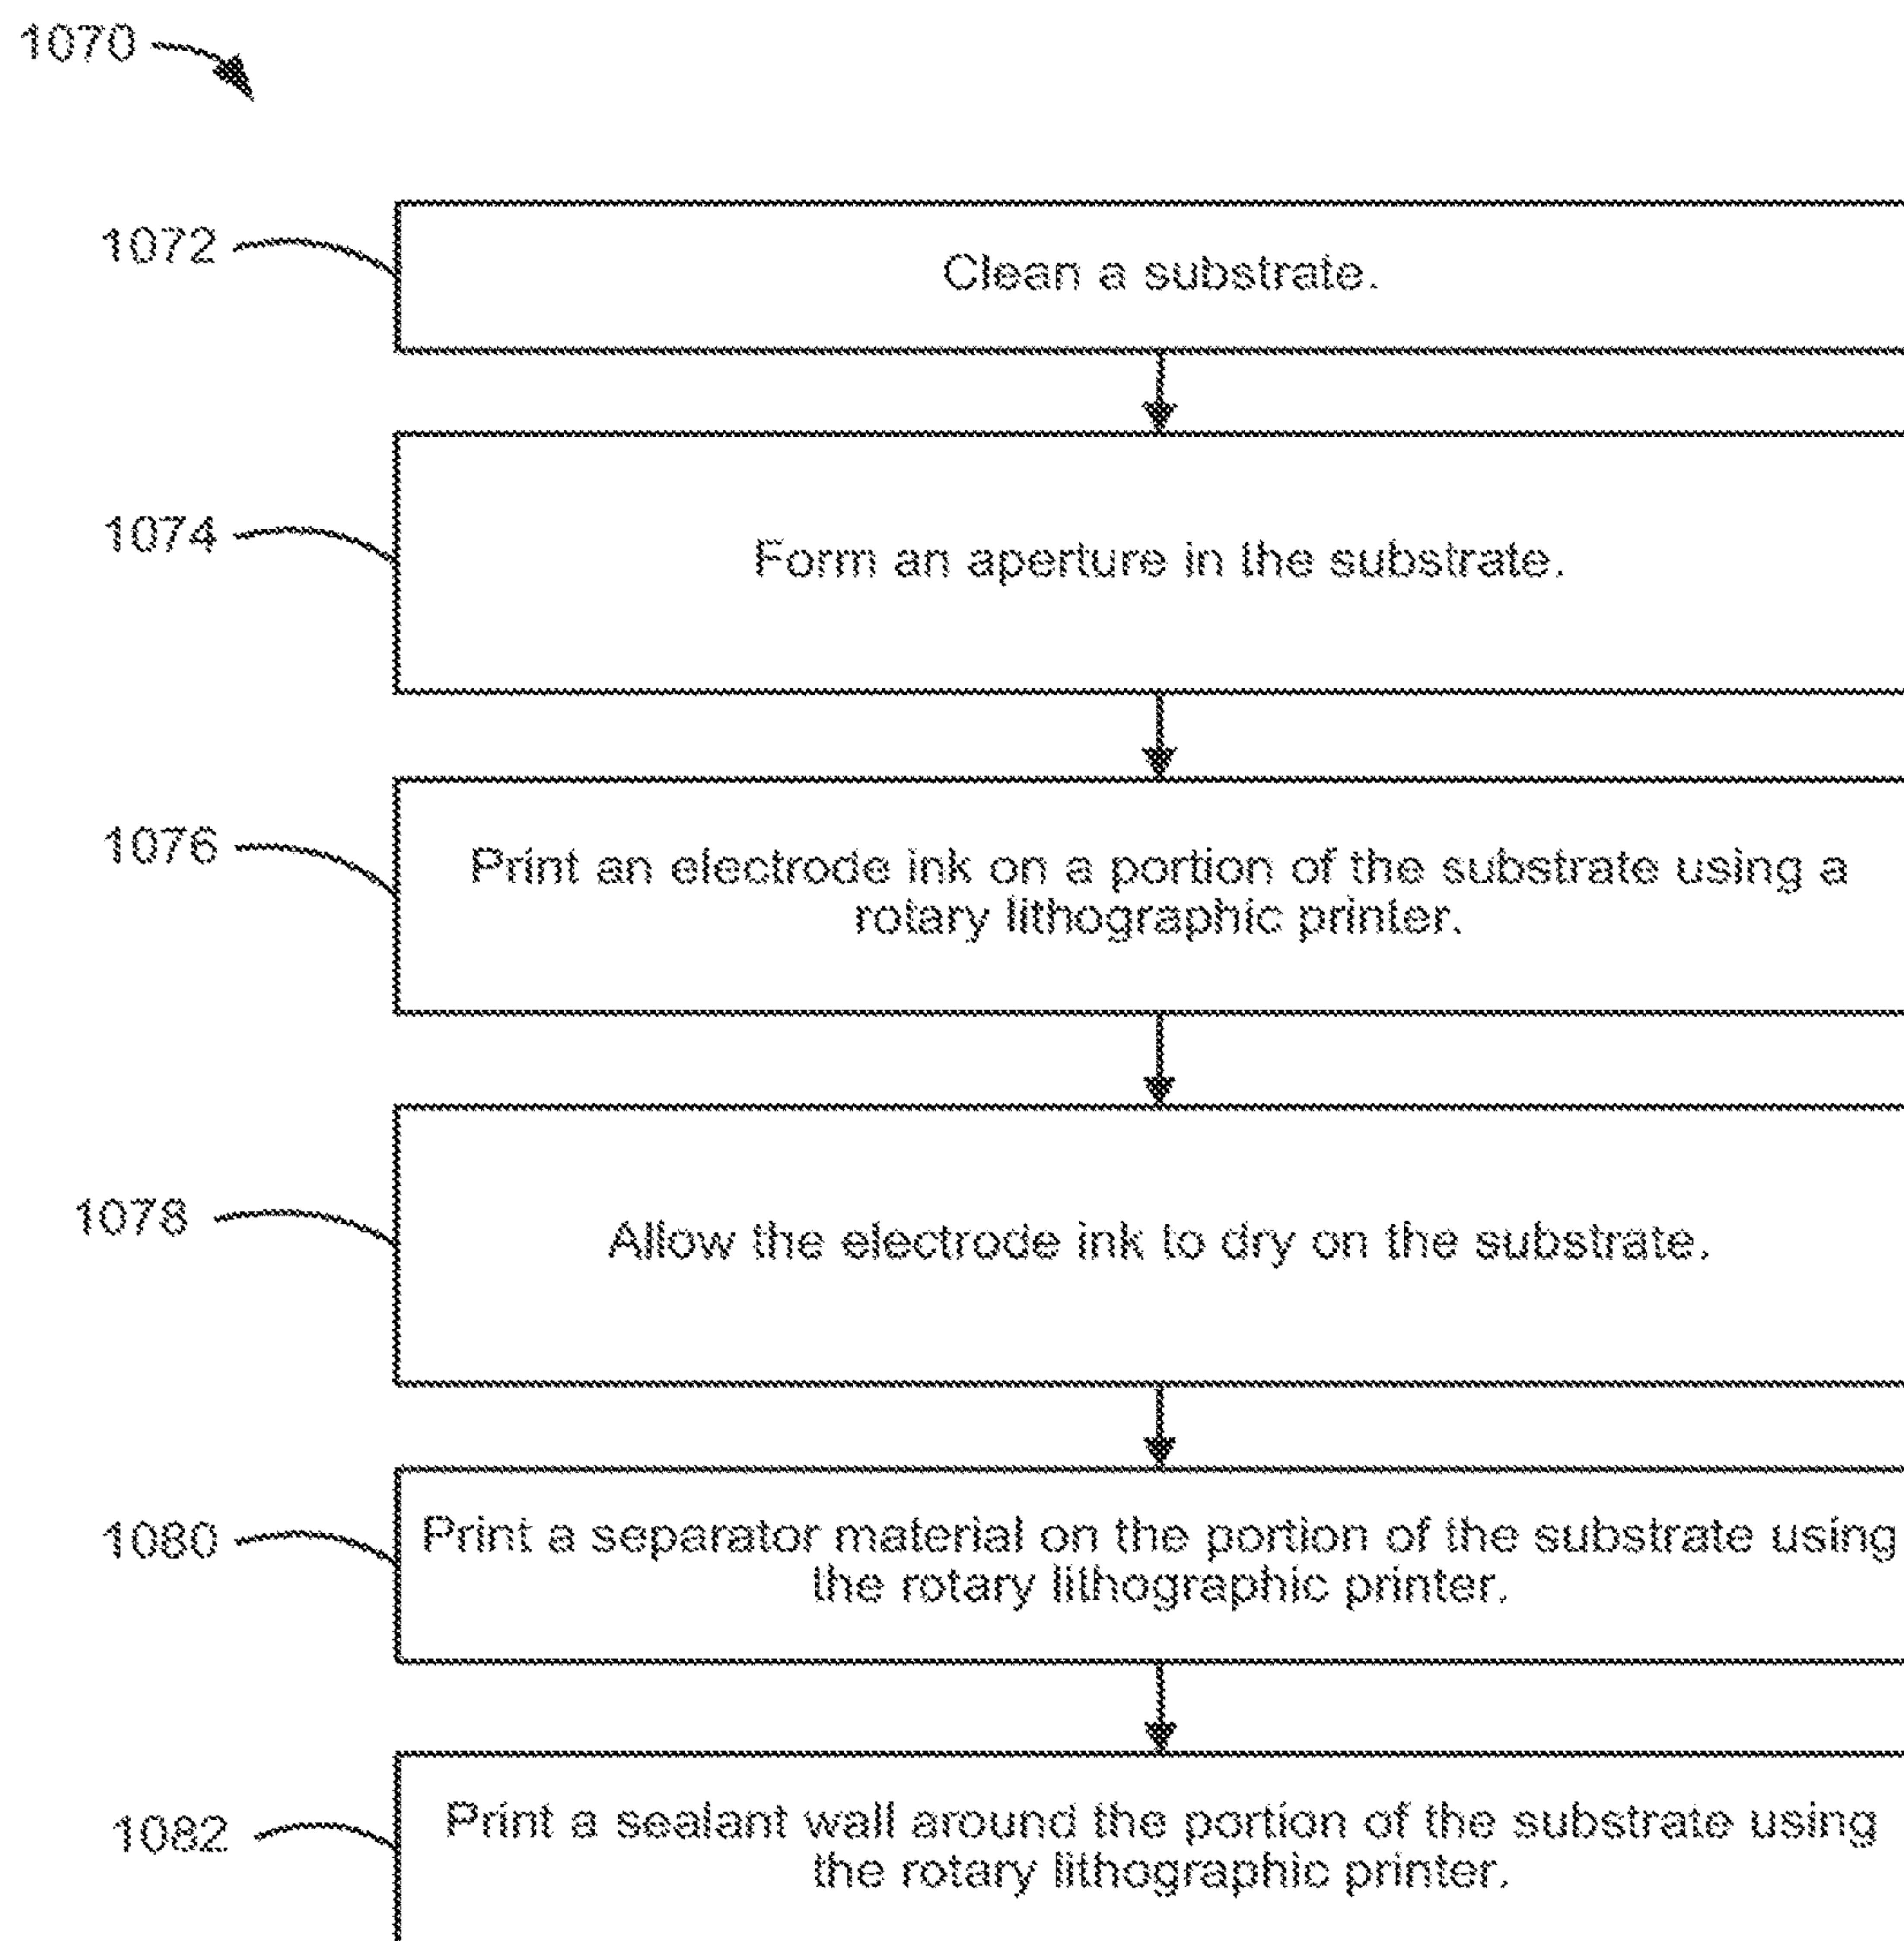 1070
1072
Clean a substrate.
1074
Form an aperture in the substrate.
1076
Print an electrode ink on a portion of the substrate using a
rotary lithographic printer.
1078
Allow the electrode ink to dry on the substrate.
1080
Print a separator material on the portion of the substrate using
the rotary lithographic printer.
1082
Print a sealant wall around the portion of the substrate using
the rotary lithographic printer.